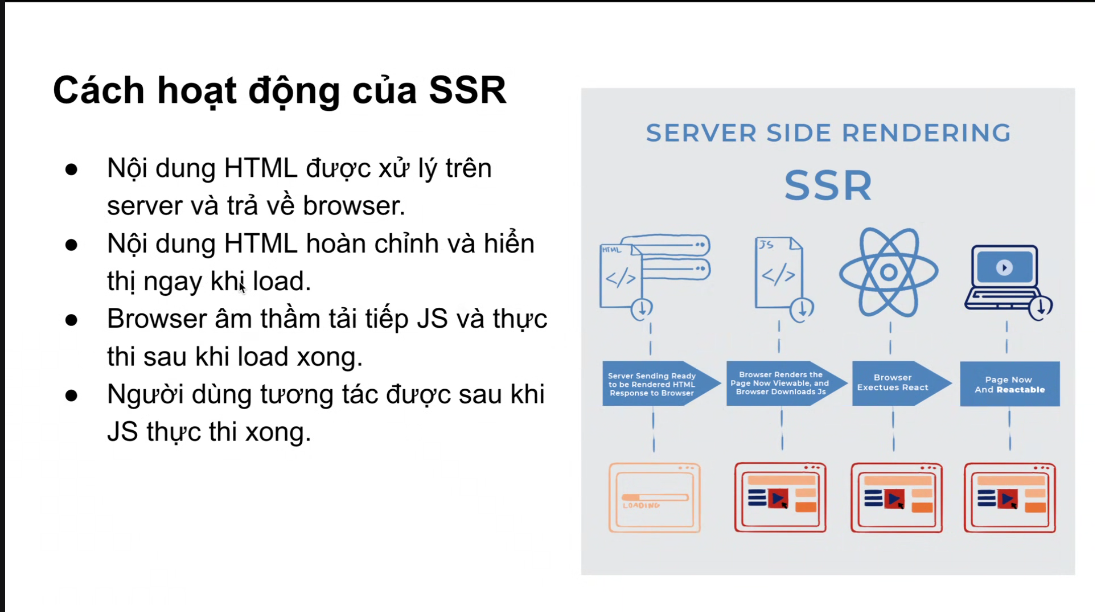 Cách hoạt động của SSR
● Nội dung HTML được xử lý trên
server và trả về browser.
● Nội dung HTML hoàn chỉnh và hiển
thị ngay khi load.
● Browser âm thầm tải tiếp JS và thực
thi sau khi load xong.
● Người dùng tương tác được sau khi
JS thực thi xong.
SERVER SIDE RENDERING
SSR
HTML
</>
JS
</>
Server Sending Ready
to be Rendered HTML
Response to Browser
Browser Renders the
Page Now Viewable, and
Browser Downloads Js
Browser
Exectues React
Page Now
And Reactable
LOADING